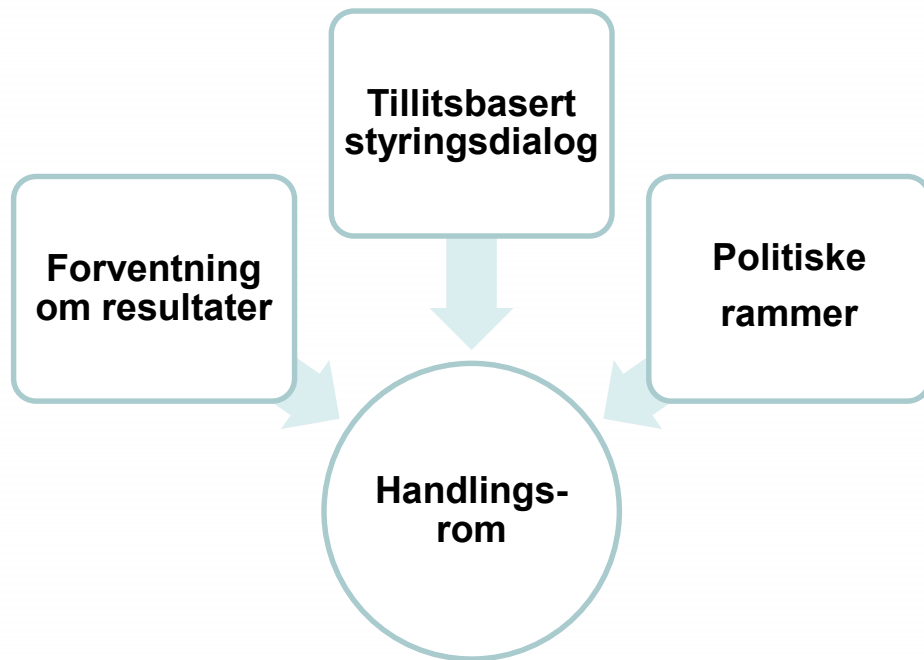 Tillitsbasert
styringsdialog
Forventning
om resultater
Politiske
rammer
Handlings-
rom